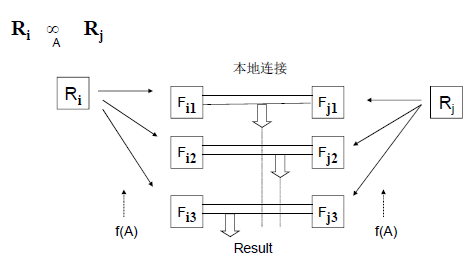 Ri ∞ Rj
A
本地连接
Ri Fi1 Fj1 Rj
Fi2 Fj2
Fi3 Fj3
f(A) f(A)
Result